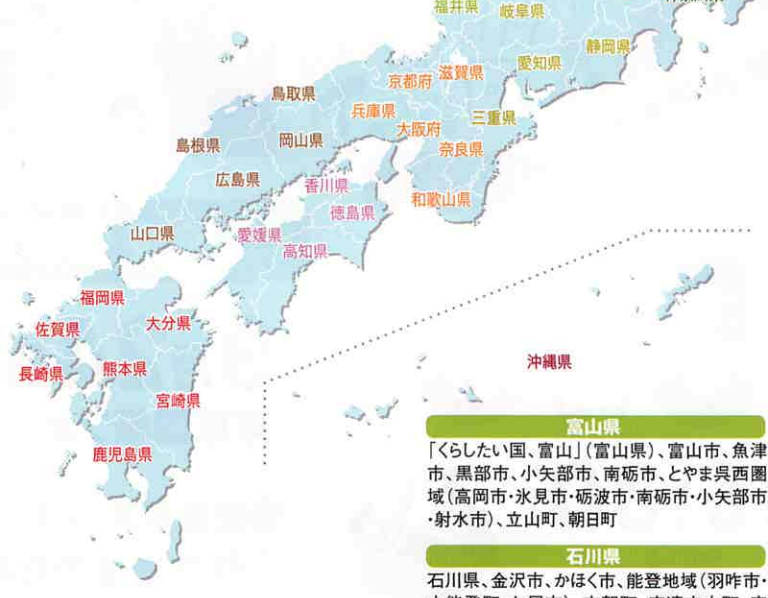 福井県
岐阜県
静岡県
愛知県
滋賀県
京都府
鳥取県
兵庫県
三重県
大阪府
岡山県
島根県
奈良県
広島県
香川県
和歌山県
徳島県
山口県
愛媛県
高知県
福岡県
大分県
佐賀県
沖縄県
熊本県
長崎県
宮崎県
鹿児島県
富山県
「くらしたい国、富山」(富山県)、富山市、魚津
市、黒部市、小矢部市、南砺市、とやま呉西圏
域(高岡市・氷見市・砺波市・南砺市・小矢部市
・射水市)、立山町、朝日町
石川県
石川県、金沢市、かほく市、能登地域(羽咋市・